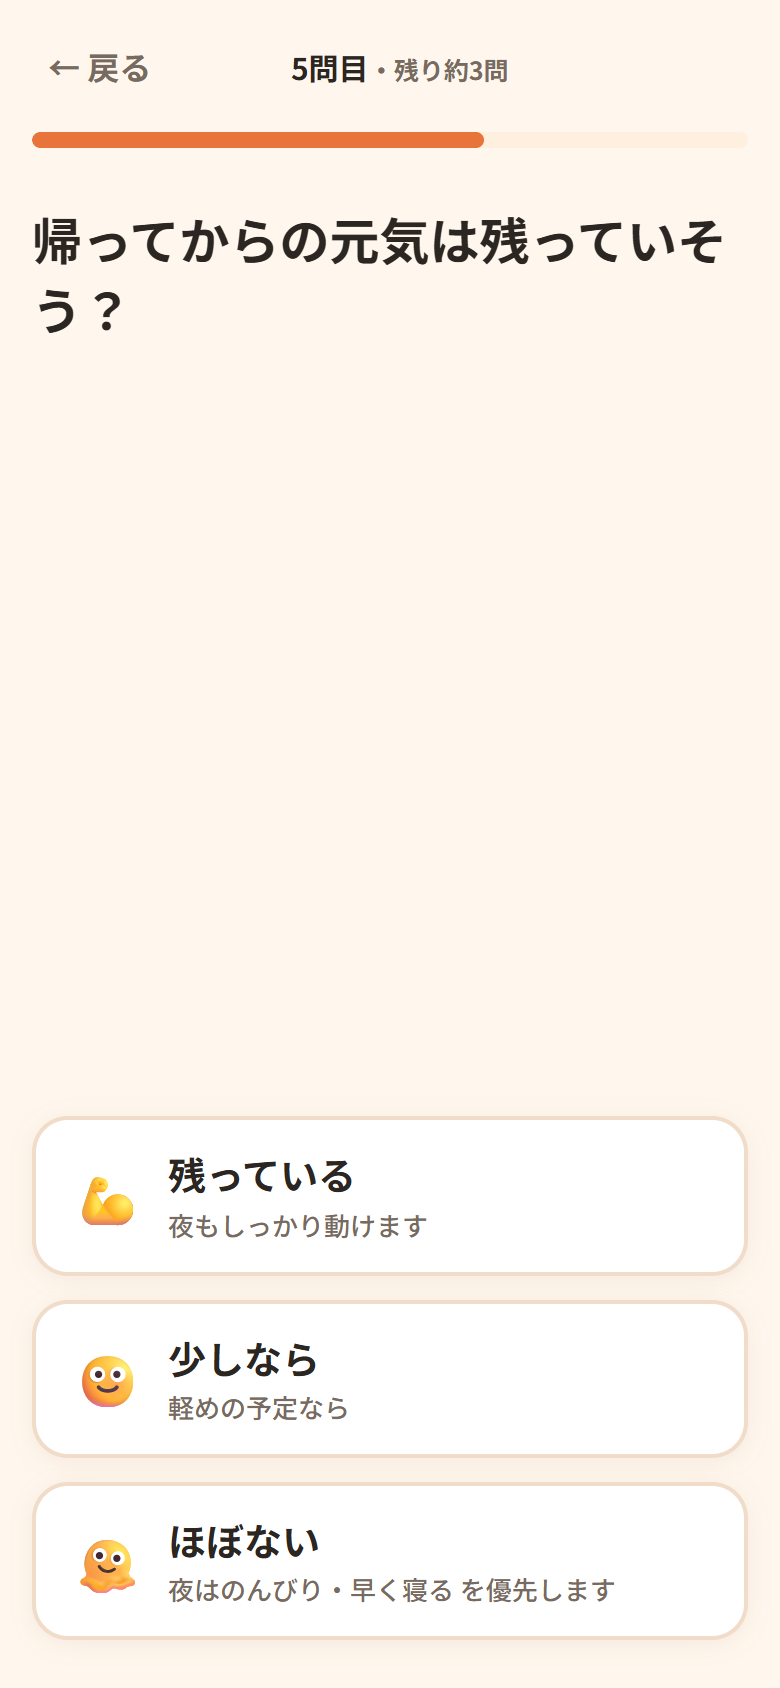 ← 戻る
5問目・残り約3問
帰ってからの元気は残っていそ
う？
残っている
夜もしっかり動けます
少しなら
軽めの予定なら
ほぼない
夜はのんびり・早く寝る を優先します